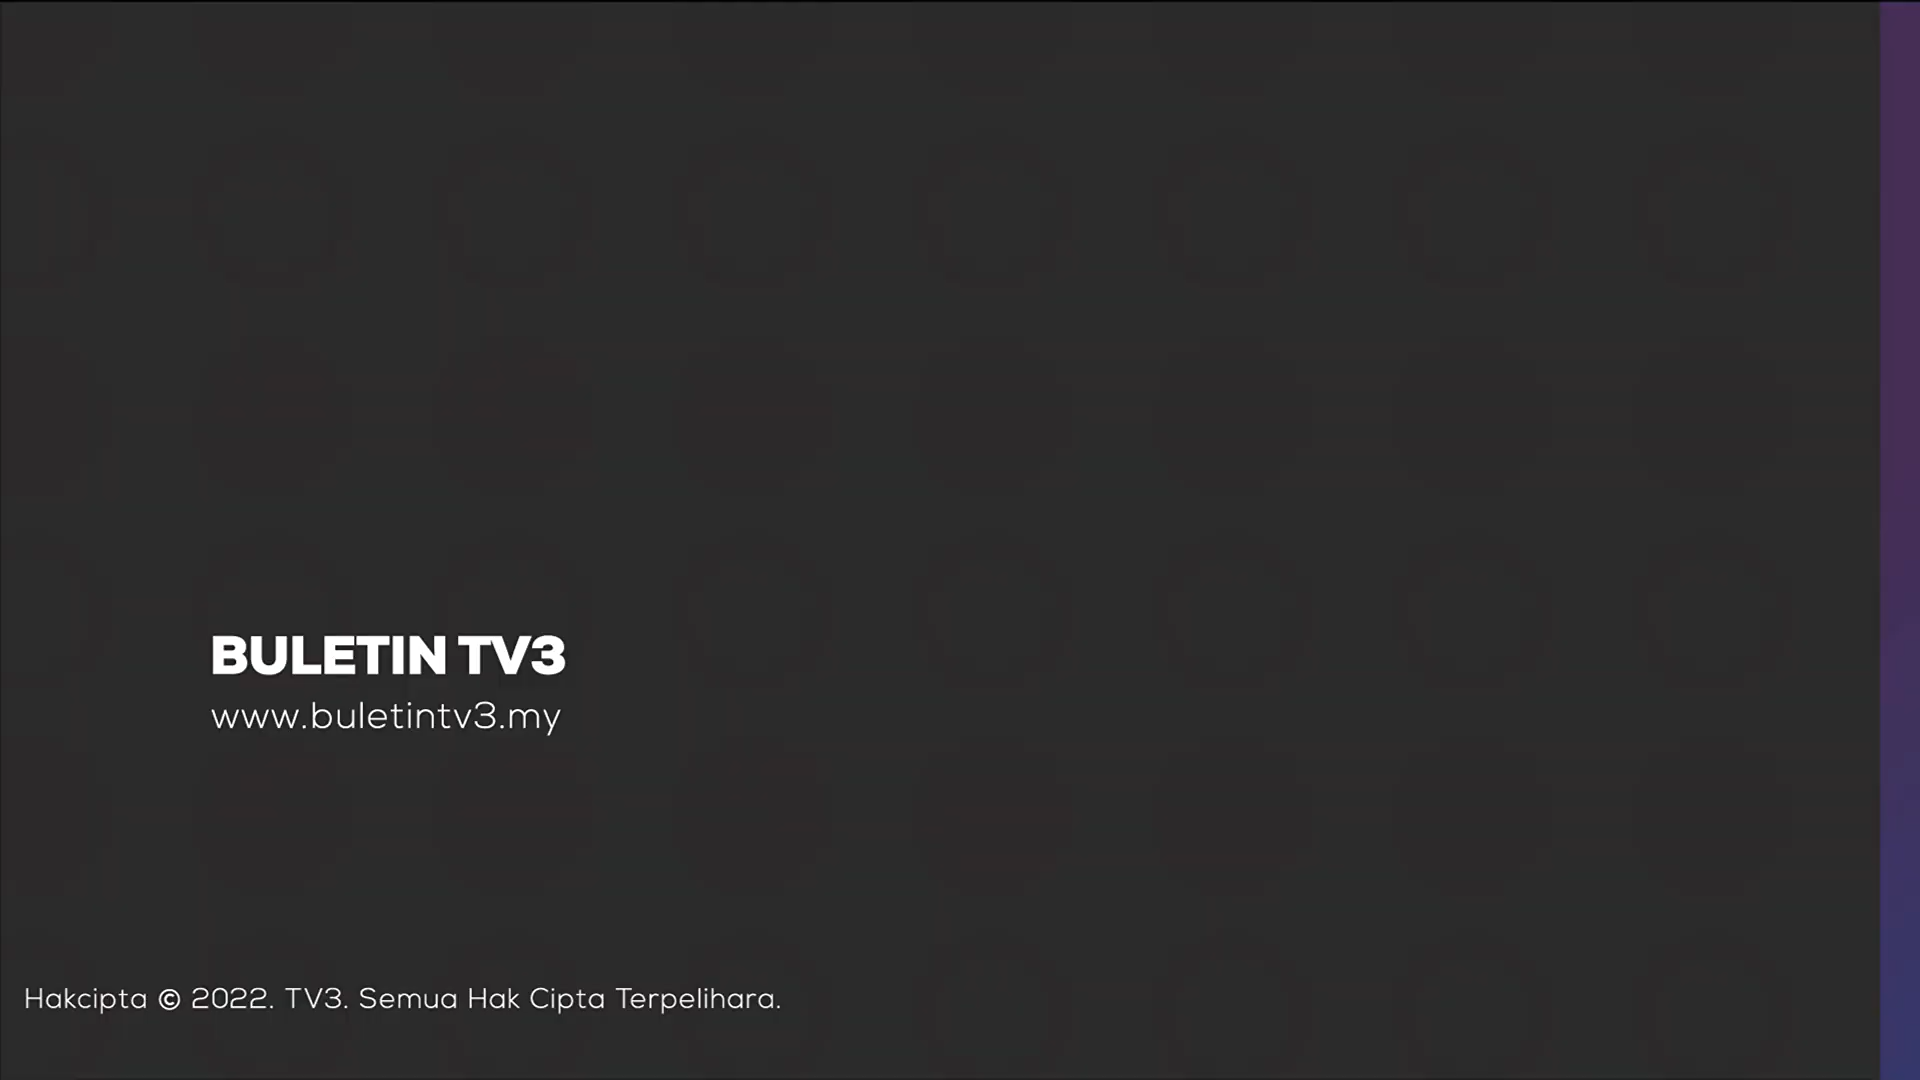 BULETIN TV3
www.buletintv3.my
Hakcipta © 2022. TV3. Semua Hak Cipta Terpelihara.